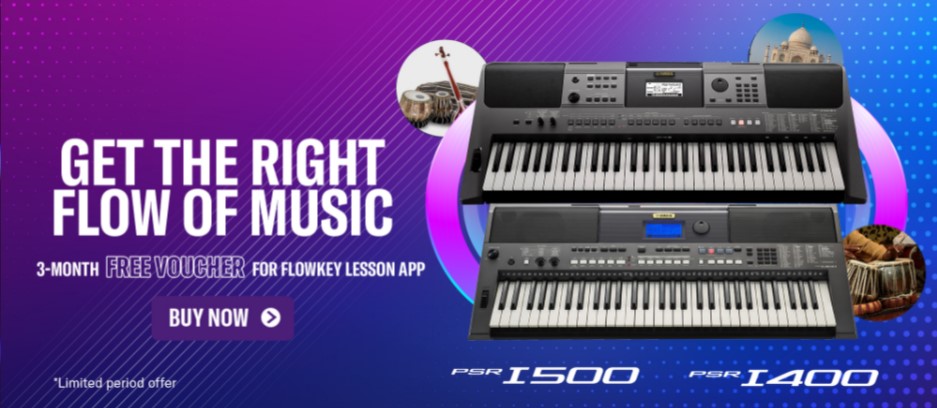 GET THE RIGHT
FLOW OF MUSIC
3-MONTH FREE VOUCHER FOR FLOWKEY LESSON APP
BUY NOW
*Limited period offer
PSR I500
PSR I400